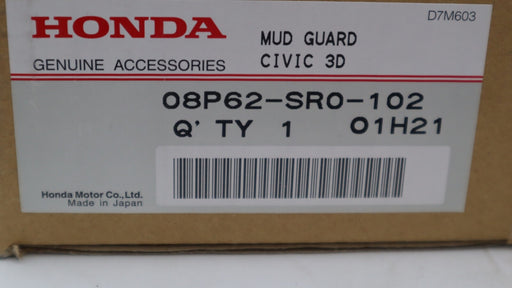 D7M603
HONDA
MUD GUARD
GENUINE ACCESSORIES
CIVIC 3D
08P62-SR0-102
Q'TY 1 01H21
Honda Motor Co.,Ltd.
Made in Japan